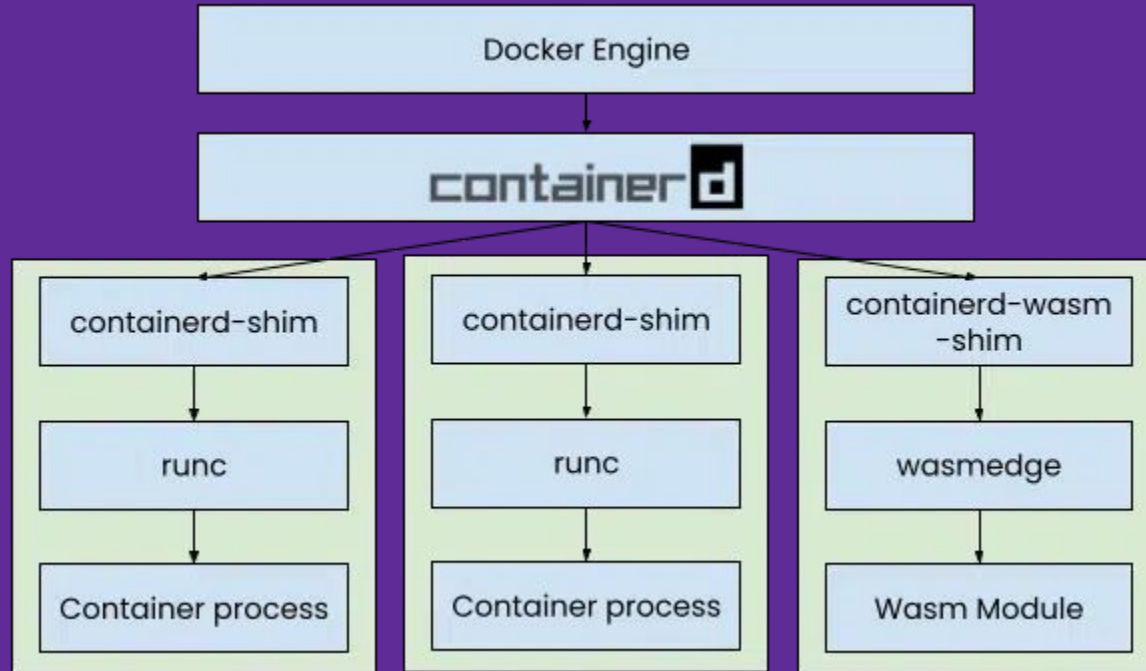 Docker Engine
containerd
containerd-shim
runc
Container process
containerd-shim
runc
Container process
containerd-wasm
-shim
wasmedge
Wasm Module